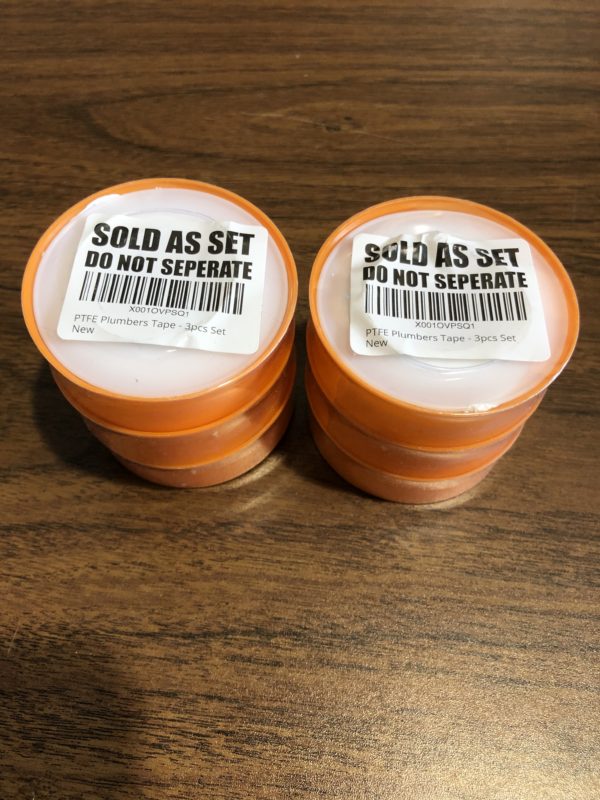 SOLD AS SET
DO NOT SEPERATE
X001OVPSQ1
PTFE Plumbers Tape - 3pcs Set
New
SOLD AS SET
DO NOT SEPERATE
X001OVPSQ1
PTFE Plumbers Tape - 3pcs Set
New